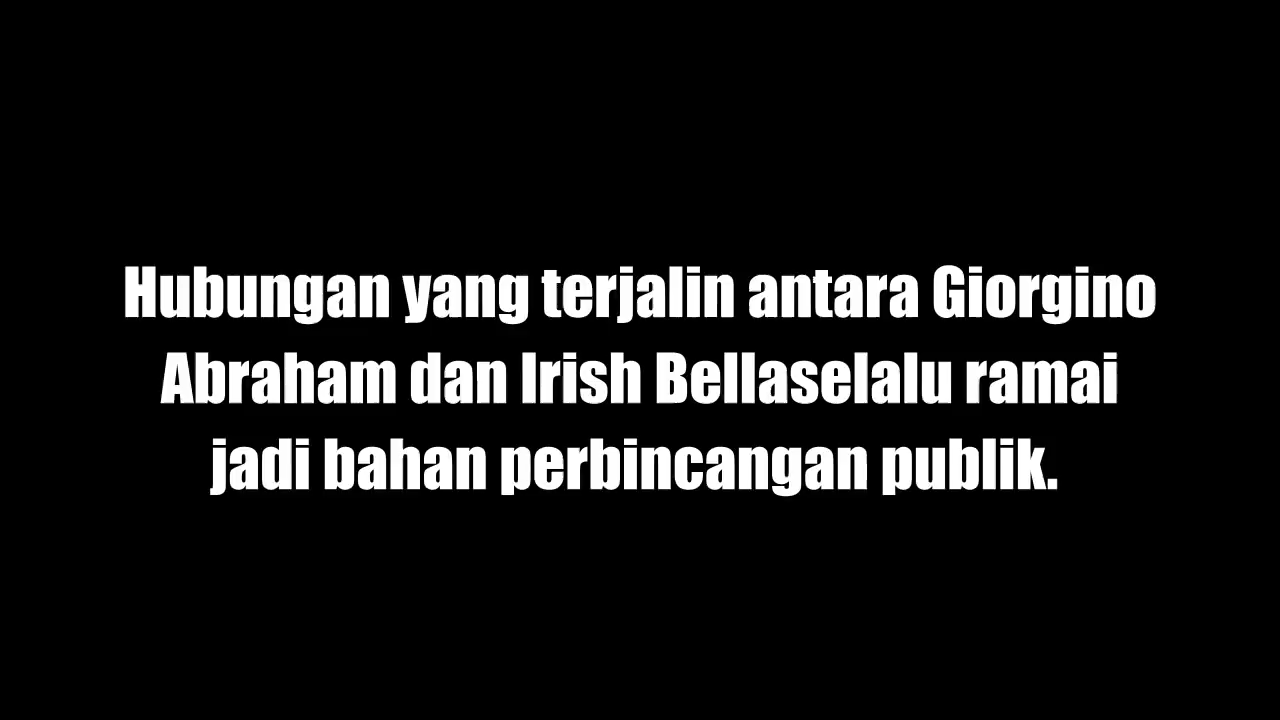 Hubungan yang terjalin antara Giorgino
Abraham dan Irish Bellaselalu ramai
jadi bahan perbincangan publik.